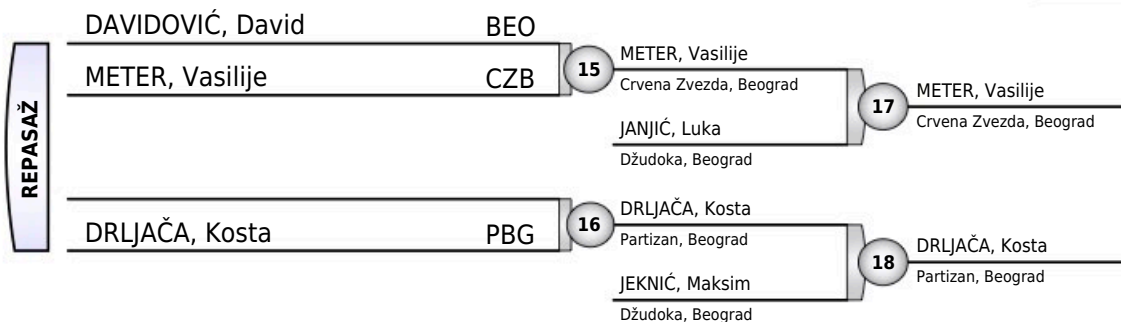 DAVIDOVIĆ, David BEO
METER, Vasilije CZB
REPASAŽ
DRLJAČA, Kosta PBG
15
METER, Vasilije
Crvena Zvezda, Beograd
JANJIĆ, Luka
Džudoka, Beograd
16
DRLJAČA, Kosta
Partizan, Beograd
JEKNIĆ, Maksim
Džudoka, Beograd
17
METER, Vasilije
Crvena Zvezda, Beograd
18
DRLJAČA, Kosta
Partizan, Beograd